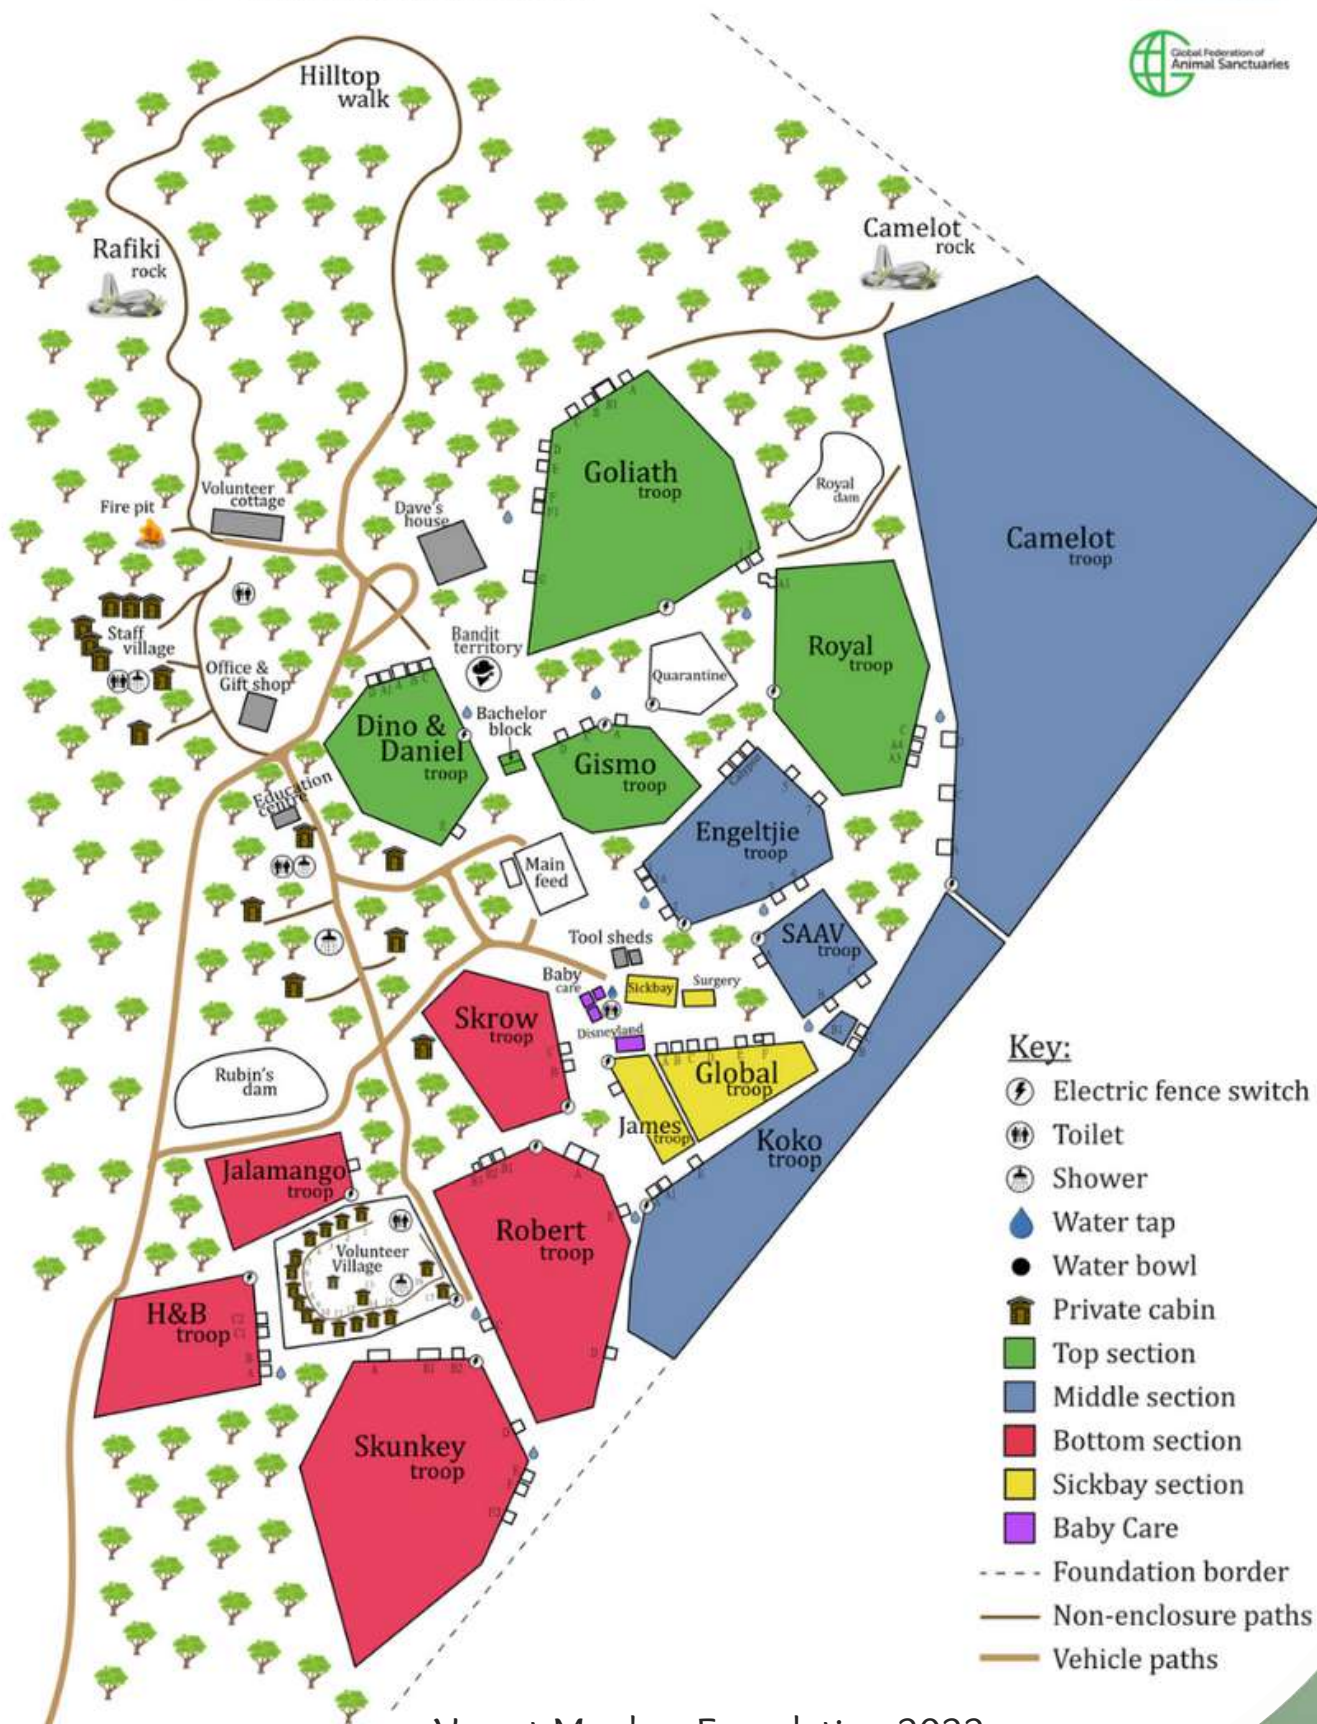 Global Federation of
Animal Sanctuaries
Hilltop
walk
Rafiki
rock
Camelot
rock
Goliath
troop
Royal
dam
Camelot
troop
Volunteer
cottage
Fire pit
Dave's
house
Staff
village
Office &
Gift shop
Bandit
territory
Quarantine
Royal
troop
Dino &
Daniel
troop
Bachelor
block
Gismo
troop
Education
centre
Engeltjie
troop
Main
feed
SAAV
troop
Tool sheds
Baby
care
Sickbay
Surgery
Skrow
troop
Disneyland
Global
troop
James
troop
Koko
troop
Rubin's
dam
Jalamango
troop
Robert
troop
Volunteer
Village
H&B
troop
Skunkey
troop
Key:
Electric fence switch
Toilet
Shower
Water tap
Water bowl
Private cabin
Top section
Middle section
Bottom section
Sickbay section
Baby Care
Foundation border
Non-enclosure paths
Vehicle paths